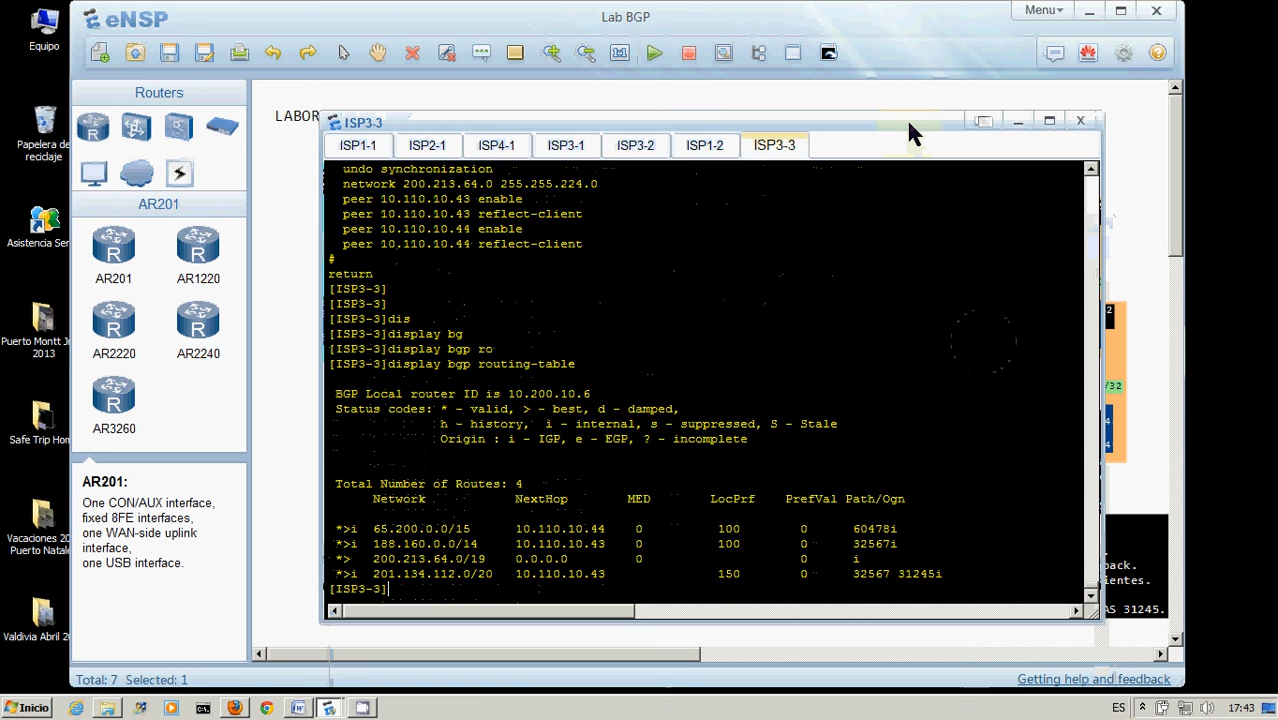 eNSP
Lab BGP
Menu
Equipo
Papelera de
reciclaje
Asistencia Ser
Puerto Montt J
2013
Safe Trip Hom
Vacaciones 20
Puerto Natale
Valdivia Abril 2
Routers
AR201
AR201
AR1220
AR2220
AR2240
AR3260
AR201:
One CON/AUX interface,
fixed 8FE interfaces,
one WAN-side uplink
interface,
one USB interface.
LABOR
ISP3-3
ISP1-1
ISP2-1
ISP4-1
ISP3-1
ISP3-2
ISP1-2
ISP3-3
undo synchronization
network 200.213.64.0 255.255.224.0
peer 10.110.10.43 enable
peer 10.110.10.43 reflect-client
peer 10.110.10.44 enable
peer 10.110.10.44 reflect-client
#
return
[ISP3-3]
[ISP3-3]
[ISP3-3]dis
[ISP3-3]display bg
[ISP3-3]display bgp ro
[ISP3-3]display bgp routing-table
BGP Local router ID is 10.200.10.6
Status codes: * - valid, > - best, d - damped,
h - history,  i - internal, s - suppressed, S - Stale
Origin : i - IGP, e - EGP, ? - incomplete
Total Number of Routes: 4
Network NextHop MED LocPrf PrefVal Path/Ogn
*>i 65.200.0.0/15 10.110.10.44 0 100 0 60478i
*>i 188.160.0.0/14 10.110.10.43 0 100 0 32567i
*> 200.213.64.0/19 0.0.0.0 0 0 i
*>i 201.134.112.0/20 10.110.10.43 150 0 32567 31245i
[ISP3-3]
2
/32
4
4
pack.
ientes.
AS 31245.
Total: 7 Selected: 1
Getting help and feedback
Inicio
ES
17:43